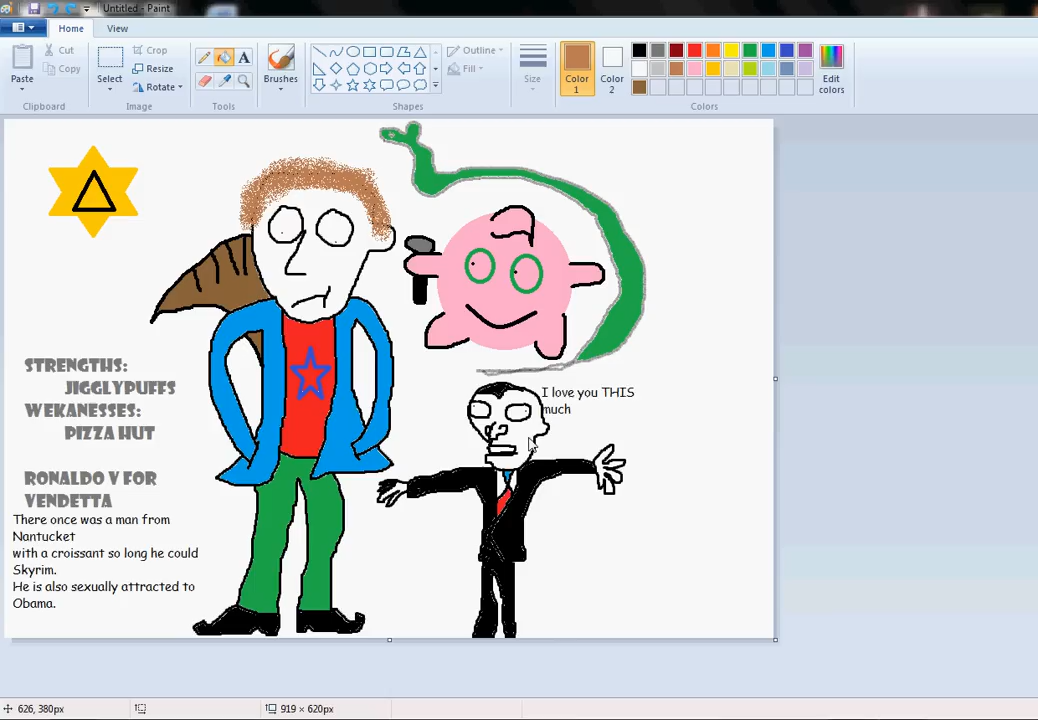 Untitled - Paint
Home View
Paste
Cut
Copy
Clipboard
Select
Crop
Resize
Rotate
Image
A
Tools
Brushes
Outline
Fill
Shapes
Size
Color
1
Color
2
Edit
colors
Colors
STRENGTHS:
JIGGLYPUFFS
WEKANESSES:
PIZZA HUT
RONALDO V FOR
VENDETTA
There once was a man from
Nantucket
with a croissant so long he could
Skyrim.
He is also sexually attracted to
Obama.
I love you THIS
much
626, 380px
919 × 620px